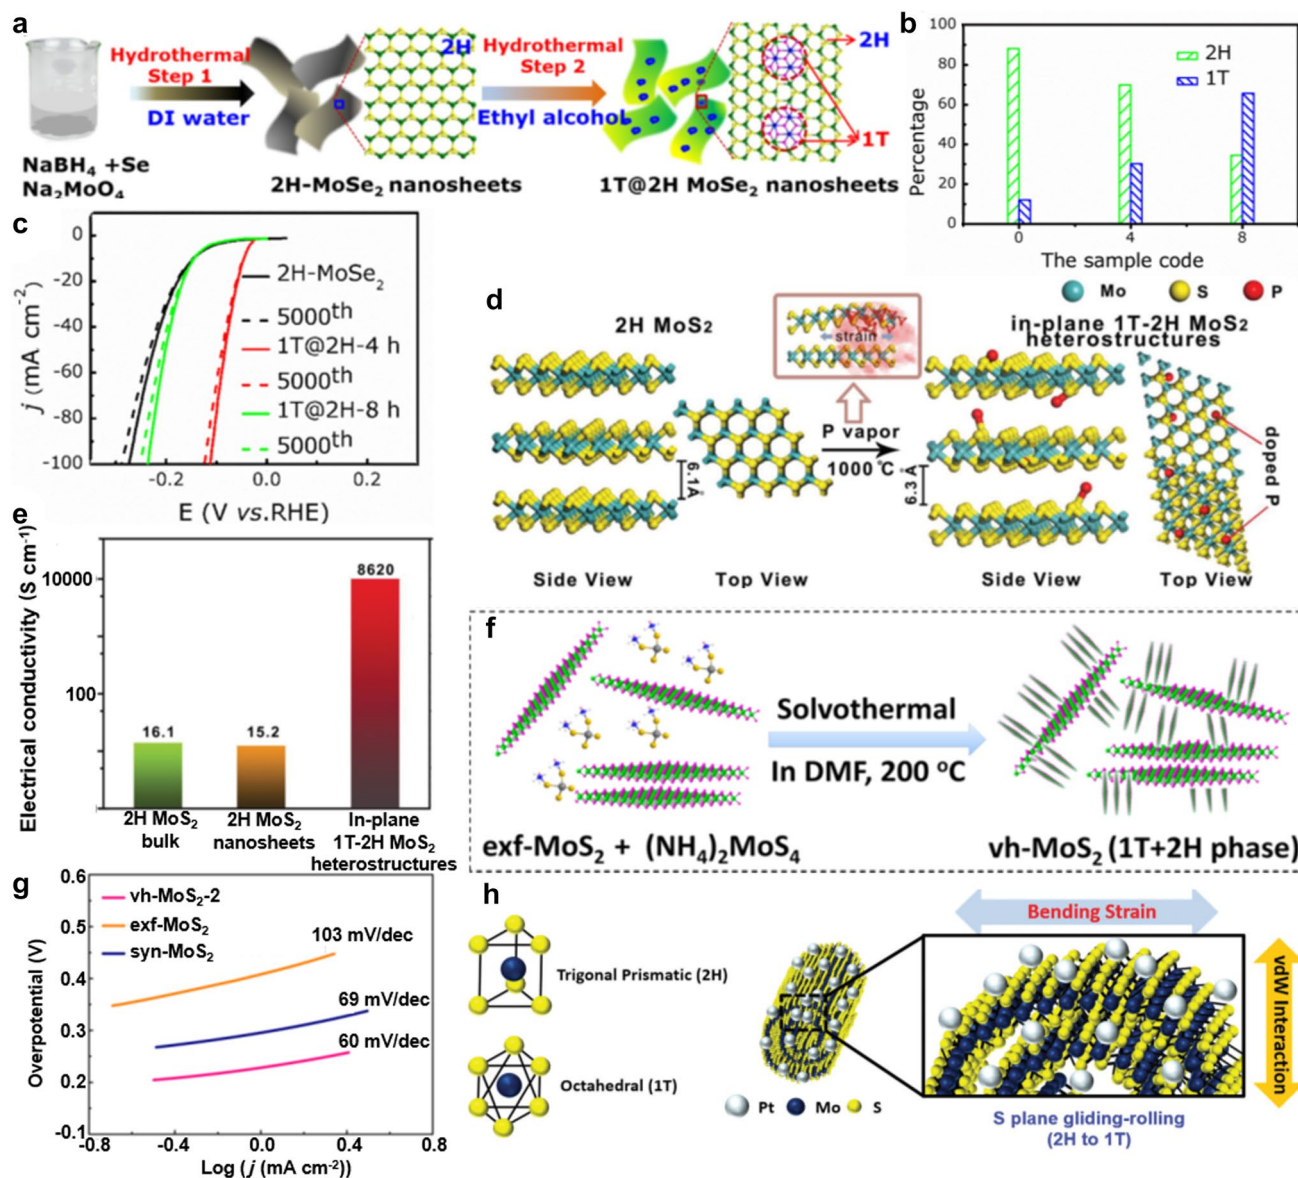 a
Hydrothermal
Step 1
DI water
NaBH₄ +Se
Na₂MoO₄
2H
2H-MoSe₂ nanosheets
Hydrothermal
Step 2
Ethyl alcohol
2H
1T
1T@2H MoSe₂ nanosheets
b
Percentage
100
80
60
40
20
0
2H
1T
0 4 8
The sample code
c
j (mA cm⁻²)
0
-20
-40
-60
-80
-100
2H-MoSe₂
5000th
1T@2H-4 h
5000th
1T@2H-8 h
5000th
-0.2 0.0 0.2
E (V vs.RHE)
d
Mo S P
2H MoS₂
strain
in-plane 1T-2H MoS₂
heterostructures
P vapor
1000 °C
6.1Å
6.3 Å
doped P
Side View Top View
Side View Top View
e
Electrical conductivity (S cm⁻¹)
10000
100
16.1
15.2
8620
2H MoS₂
bulk
2H MoS₂
nanosheets
In-plane
1T-2H MoS₂
heterostructures
f
Solvothermal
In DMF, 200 °C
exf-MoS₂ + (NH₄)₂MoS₄
vh-MoS₂ (1T+2H phase)
g
Overpotential (V)
0.6
0.5
0.4
0.3
0.2
-0.1
vh-MoS₂-2
exf-MoS₂
syn-MoS₂
103 mV/dec
69 mV/dec
60 mV/dec
-0.8 -0.4 0.0 0.4 0.8
Log (j (mA cm⁻²))
h
Trigonal Prismatic (2H)
Octahedral (1T)
Pt Mo S
Bending Strain
vdW Interaction
S plane gliding-rolling
(2H to 1T)